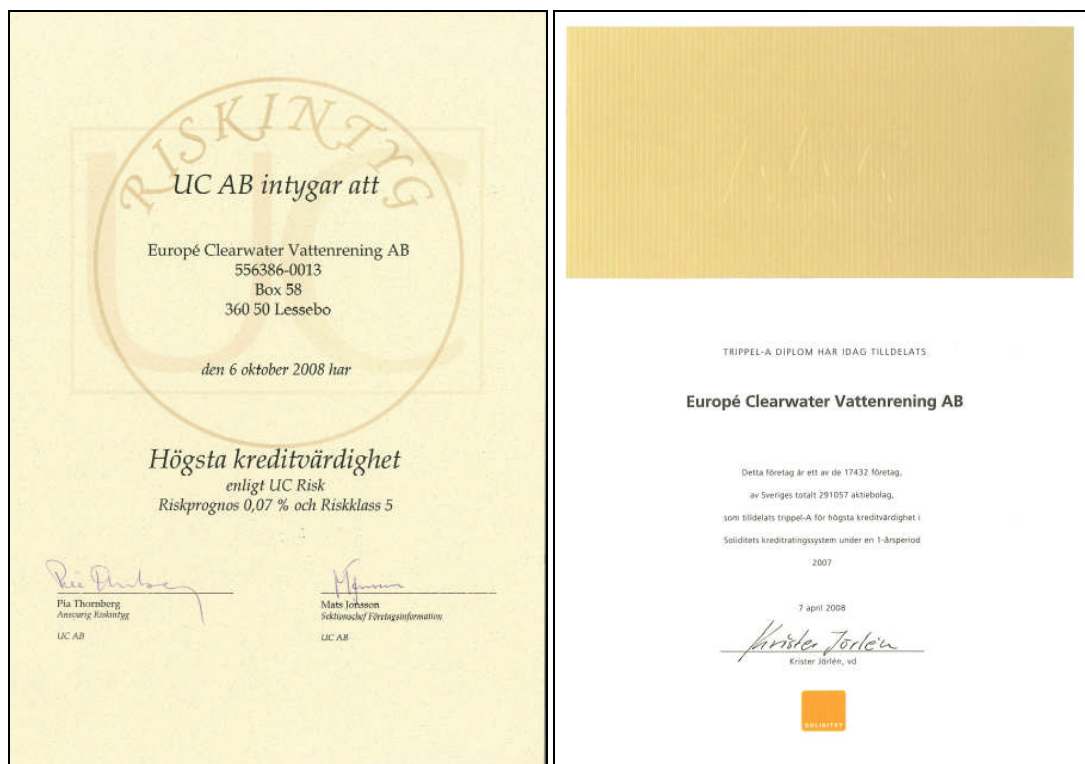 RISKINTYG
UC
UC AB intygar att
Europé Clearwater Vattenrening AB
556386-0013
Box 58
360 50 Lessebo
den 6 oktober 2008 har
Högsta kreditvärdighet
enligt UC Risk
Riskprognos 0,07 % och Riskklass 5
Pia Thornberg
Ansvarig Riskintyg
UC AB
Mats Jonsson
Sektionschef Företagsinformation
UC AB
AAA
TRIPPEL-A DIPLOM HAR IDAG TILLDELATS
Europé Clearwater Vattenrening AB
Detta företag är ett av de 17432 företag,
av Sveriges totalt 291057 aktiebolag,
som tilldelats trippel-A för högsta kreditvärdighet i
Soliditets kreditratingssystem under en 1-årsperiod
2007
7 april 2008
Krister Jörlén
Krister Jörlén, vd
SOLIDITET